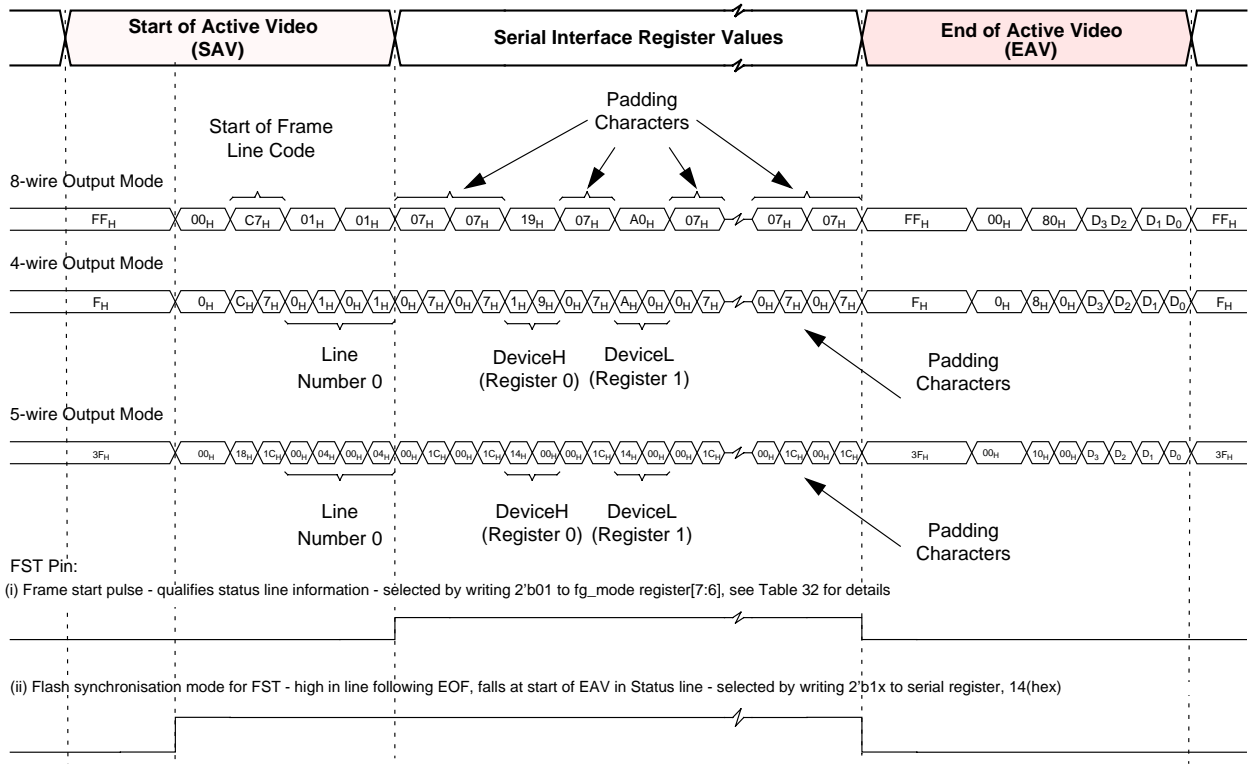 Start of Active Video
(SAV)
Serial Interface Register Values
End of Active Video
(EAV)
Padding
Characters
Start of Frame
Line Code
8-wire Output Mode
FFH 00H C7H 01H 01H 07H 07H 19H 07H A0H 07H 07H 07H FFH 00H 80H D3 D2 D1 D0 FFH
4-wire Output Mode
FH 0H CH 7H 0H 1H 0H 1H 0H 7H 0H 7H 1H 9H 0H 7H AH 0H 0H 7H 0H 7H 0H 7H FH 0H 8H 0H D3 D2 D1 D0 FH
Line
Number 0
DeviceH
(Register 0)
DeviceL
(Register 1)
Padding
Characters
5-wire Output Mode
3FH 00H 18H 1CH 00H 04H 00H 04H 00H 1CH 00H 1CH 14H 00H 00H 1CH 14H 00H 00H 1CH 00H 1CH 00H 1CH 3FH 00H 10H 00H D3 D2 D1 D0 3FH
Line
Number 0
DeviceH
(Register 0)
DeviceL
(Register 1)
Padding
Characters
FST Pin:
(i) Frame start pulse - qualifies status line information - selected by writing 2'b01 to fg_mode register[7:6], see Table 32 for details
(ii) Flash synchronisation mode for FST - high in line following EOF, falls at start of EAV in Status line - selected by writing 2'b1x to serial register, 14(hex)